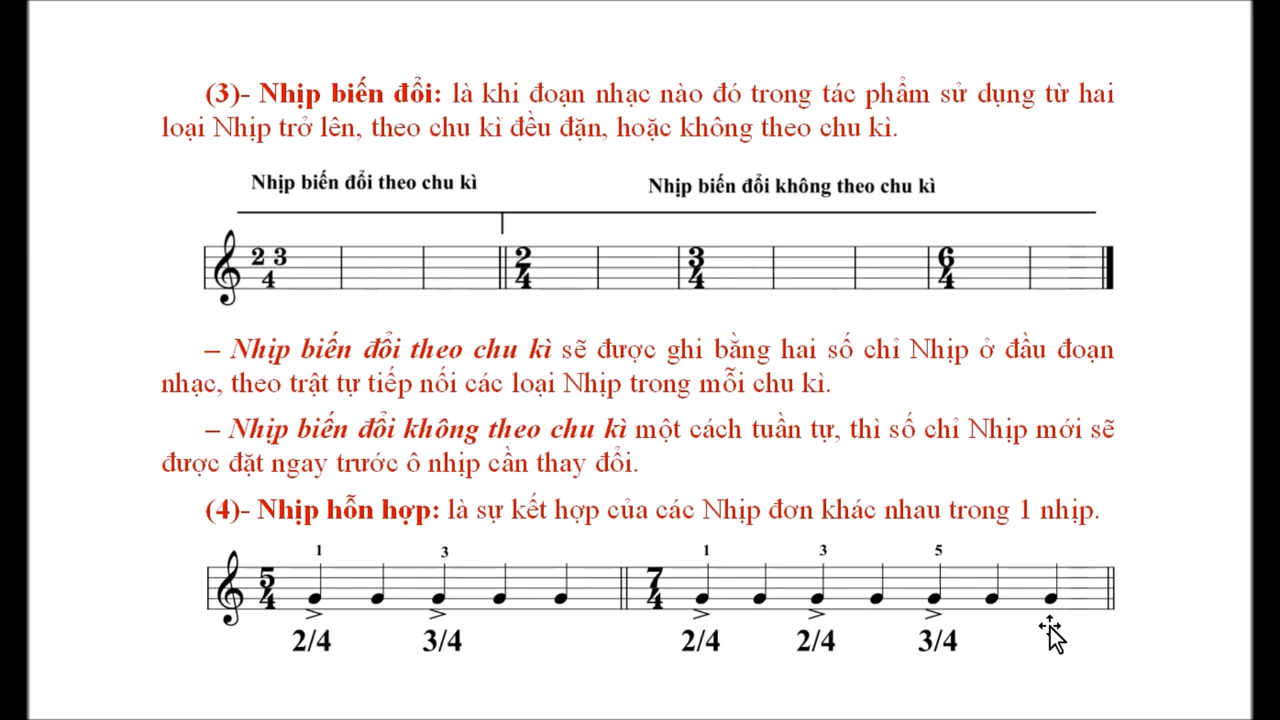 (3)- Nhịp biến đổi: là khi đoạn nhạc nào đó trong tác phẩm sử dụng từ hai
loại Nhịp trở lên, theo chu kì đều đặn, hoặc không theo chu kì.
Nhịp biến đổi theo chu kì
Nhịp biến đổi không theo chu kì
2 3 4 2 4 3 4 6 4
– Nhịp biến đổi theo chu kì sẽ được ghi bằng hai số chỉ Nhịp ở đầu đoạn
nhạc, theo trật tự tiếp nối các loại Nhịp trong mỗi chu kì.
– Nhịp biến đổi không theo chu kì một cách tuần tự, thì số chỉ Nhịp mới sẽ
được đặt ngay trước ô nhịp cần thay đổi.
(4)- Nhịp hỗn hợp: là sự kết hợp của các Nhịp đơn khác nhau trong 1 nhịp.
1 3 1 3 5
5 4 7 4
2/4 3/4 2/4 2/4 3/4